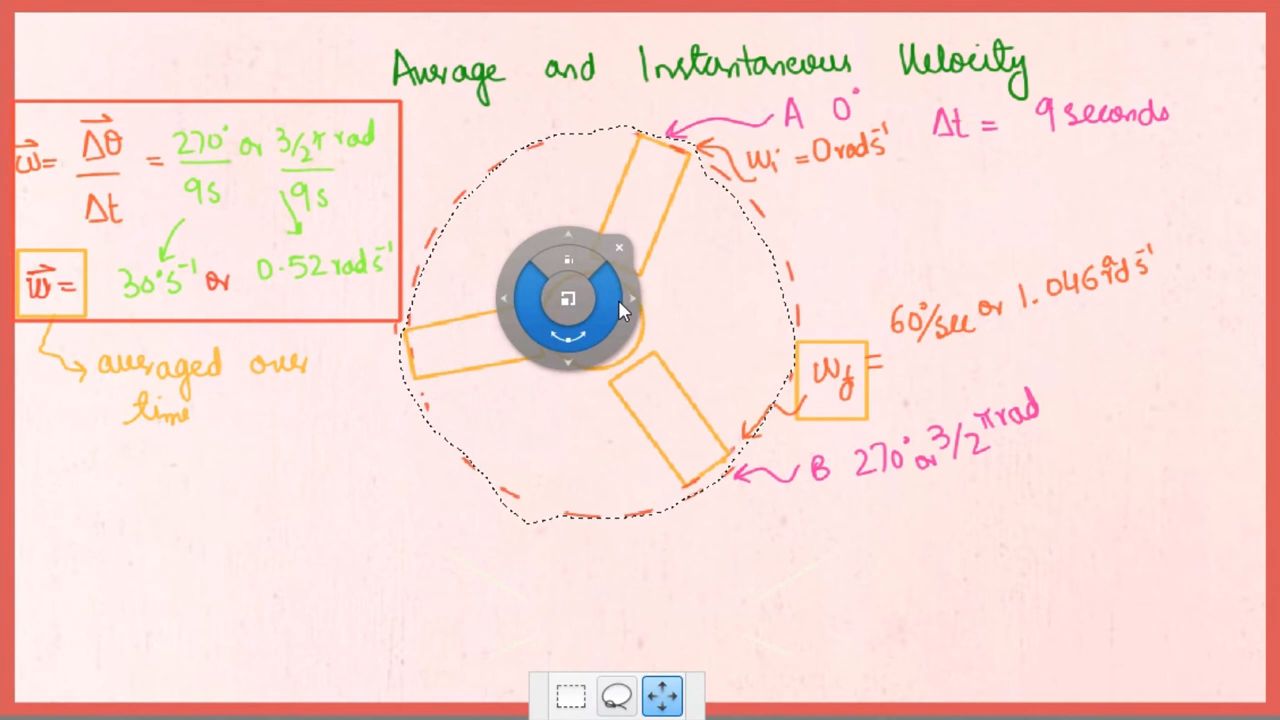 Average and Instantaneous Velocity
A 0° Δt = 9 seconds
ωi = 0 rad s⁻¹
ω⃗ = Δθ⃗ / Δt = 270° / 9s or 3/2 π rad / 9s
ω⃗ = 30° s⁻¹ or 0.52 rad s⁻¹
averaged over
time
ωf = 60°/sec or 1.046 rad s⁻¹
B 270° or 3/2 π rad